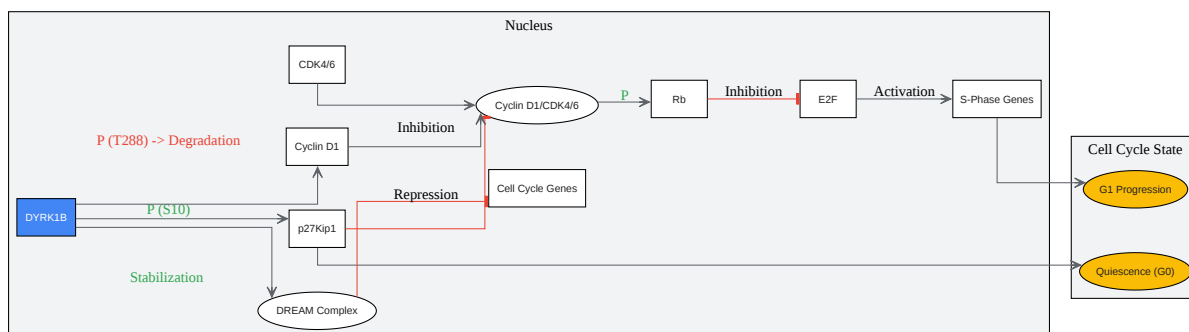 Nucleus
CDK4/6
Cyclin D1/CDK4/6
P
Rb
Inhibition
E2F
Activation
S-Phase Genes
Inhibition
P (T288) -> Degradation
Cyclin D1
Cell Cycle State
G1 Progression
Repression
Cell Cycle Genes
P (S10)
DYRK1B
p27Kip1
Stabilization
Quiescence (G0)
DREAM Complex